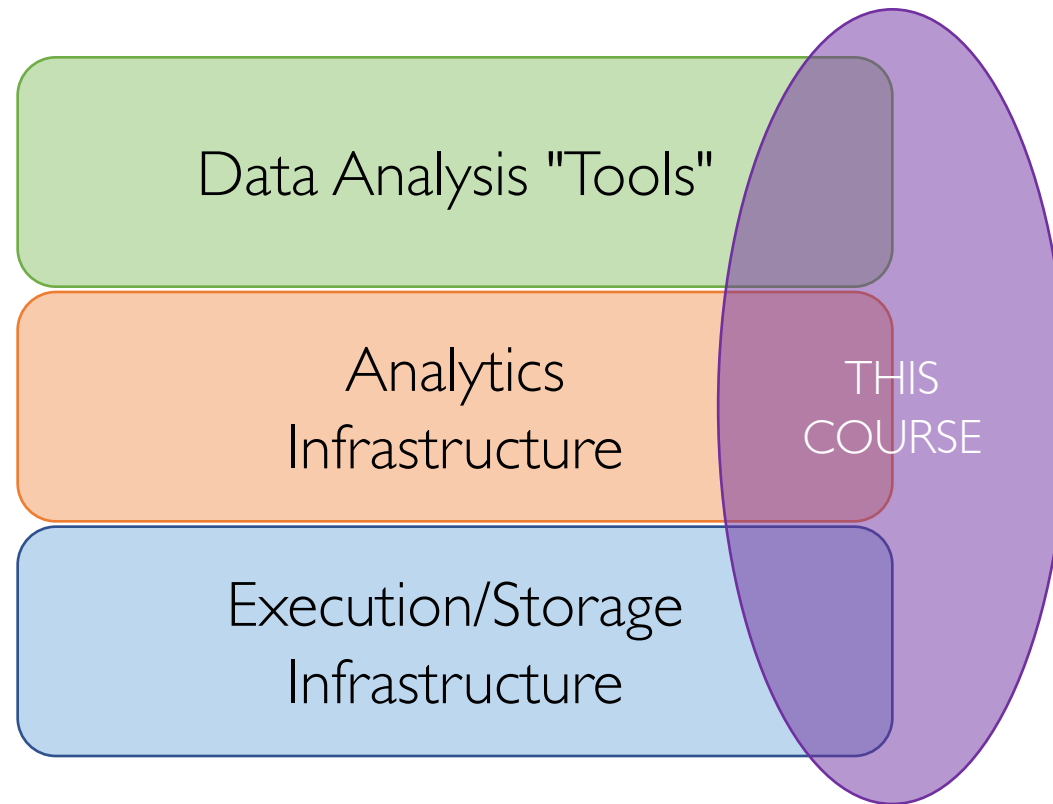 Data Analysis "Tools"
Analytics
Infrastructure
THIS
COURSE
Execution/Storage
Infrastructure